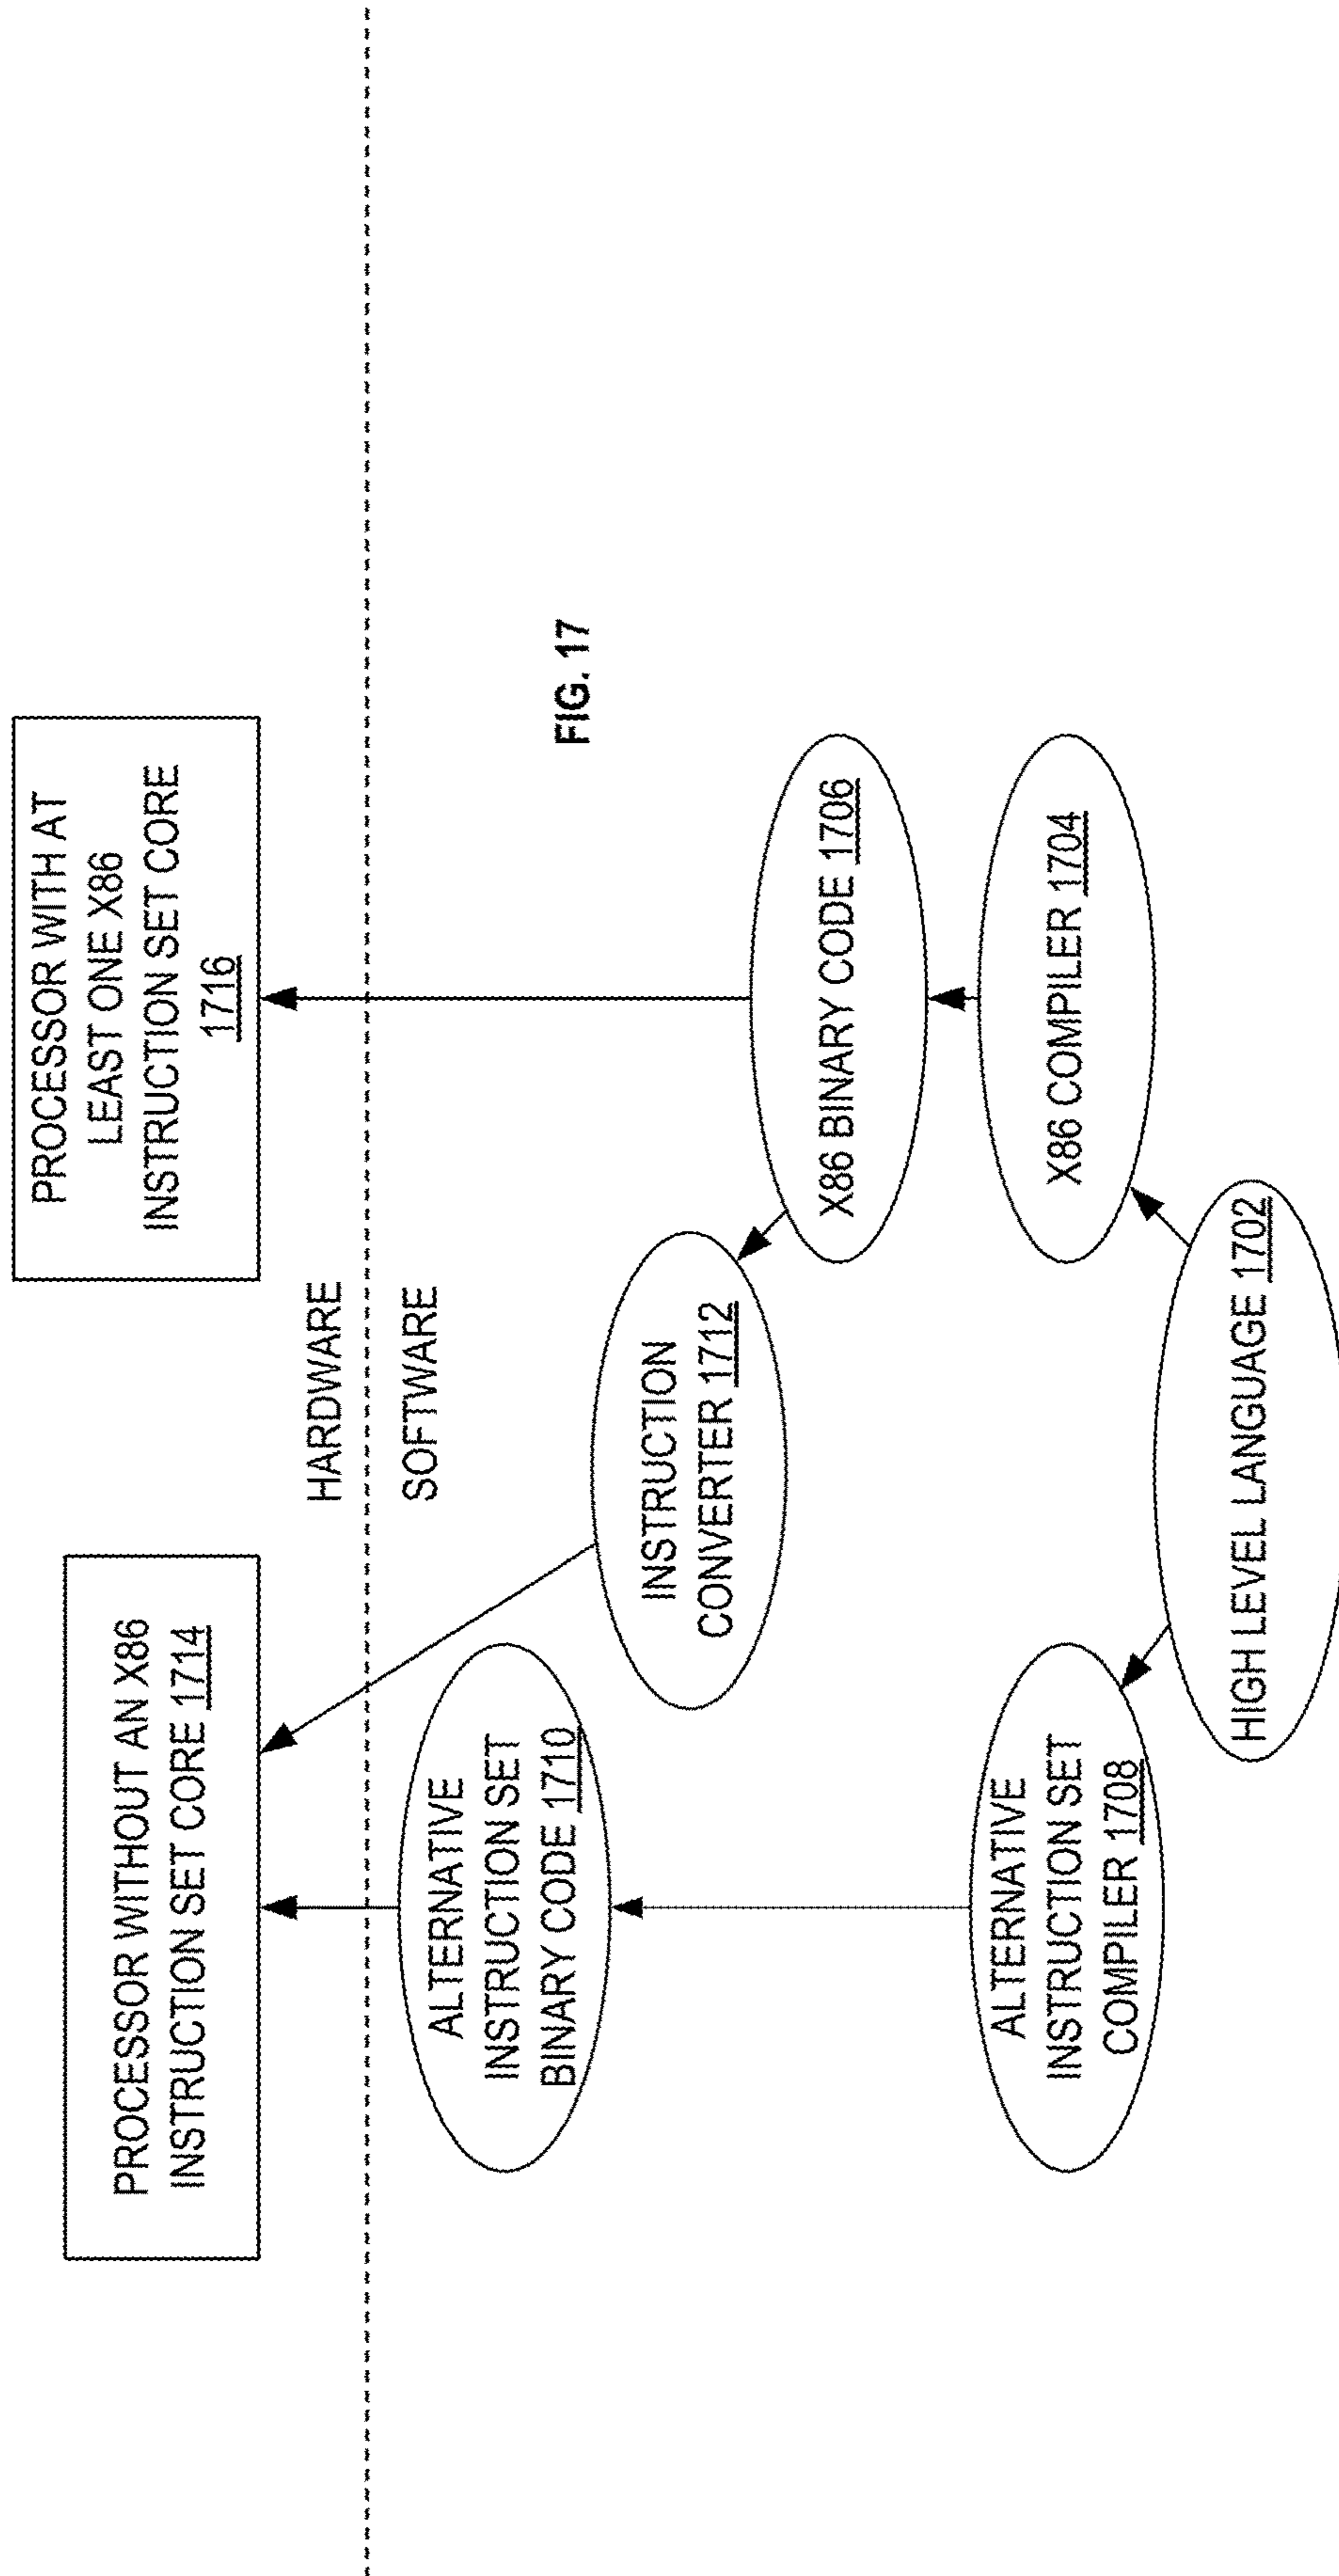 PROCESSOR WITHOUT AN X86
INSTRUCTION SET CORE 1714
PROCESSOR WITH AT
LEAST ONE X86
INSTRUCTION SET CORE
1716
HARDWARE
SOFTWARE
ALTERNATIVE
INSTRUCTION SET
BINARY CODE 1710
INSTRUCTION
CONVERTER 1712
FIG. 17
X86 BINARY CODE 1706
ALTERNATIVE
INSTRUCTION SET
COMPILER 1708
X86 COMPILER 1704
HIGH LEVEL LANGUAGE 1702